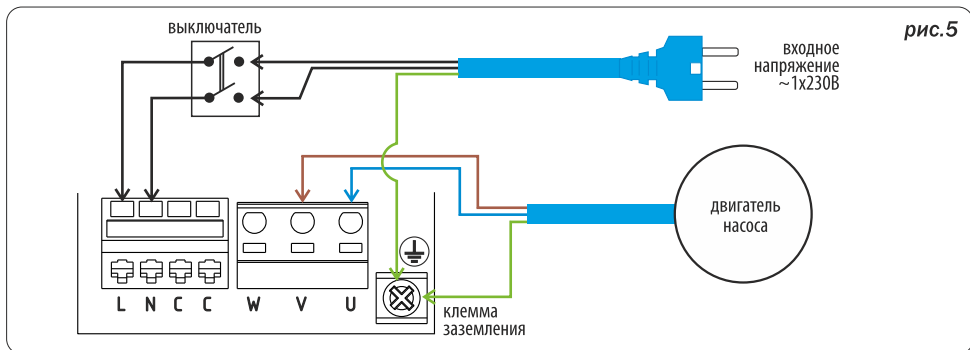 рис.5
выключатель
входное
напряжение
~1x230В
двигатель
насоса
L N C C W V U
клемма
заземления